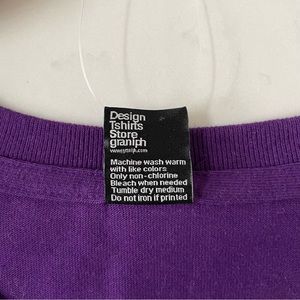 Design
Tshirts
Store
graniph
Machine wash warm
with like colors
Only non-chlorine
Bleach when needed
Tumble dry medium
Do not iron if printed